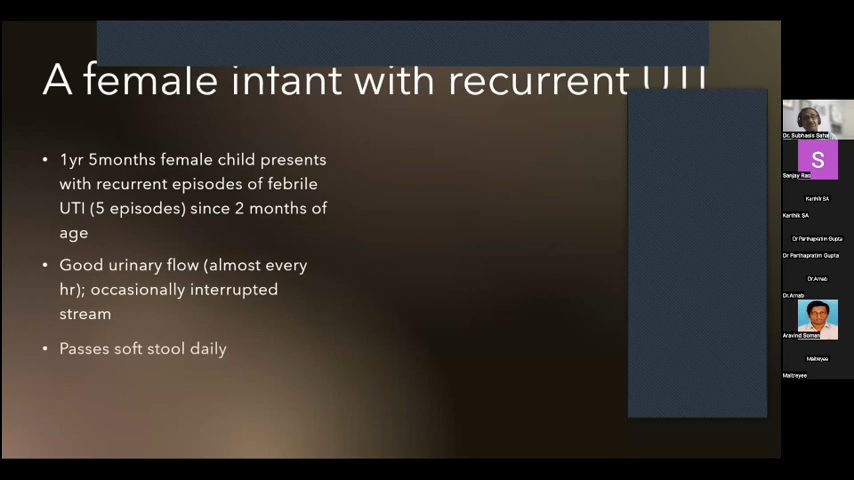 A female infant with recurrent UTI
• 1yr 5months female child presents
with recurrent episodes of febrile
UTI (5 episodes) since 2 months of
age
• Good urinary flow (almost every
hr); occasionally interrupted
stream
• Passes soft stool daily
Dr. Subhasis Saha
S
Sanjay Rao
Karthik SA
Karthik SA
Dr Parthapratim Gupta
Dr Parthapratim Gupta
Dr.Arnab
Dr.Arnab
Aravind Soman
Maitreyee
Maitreyee